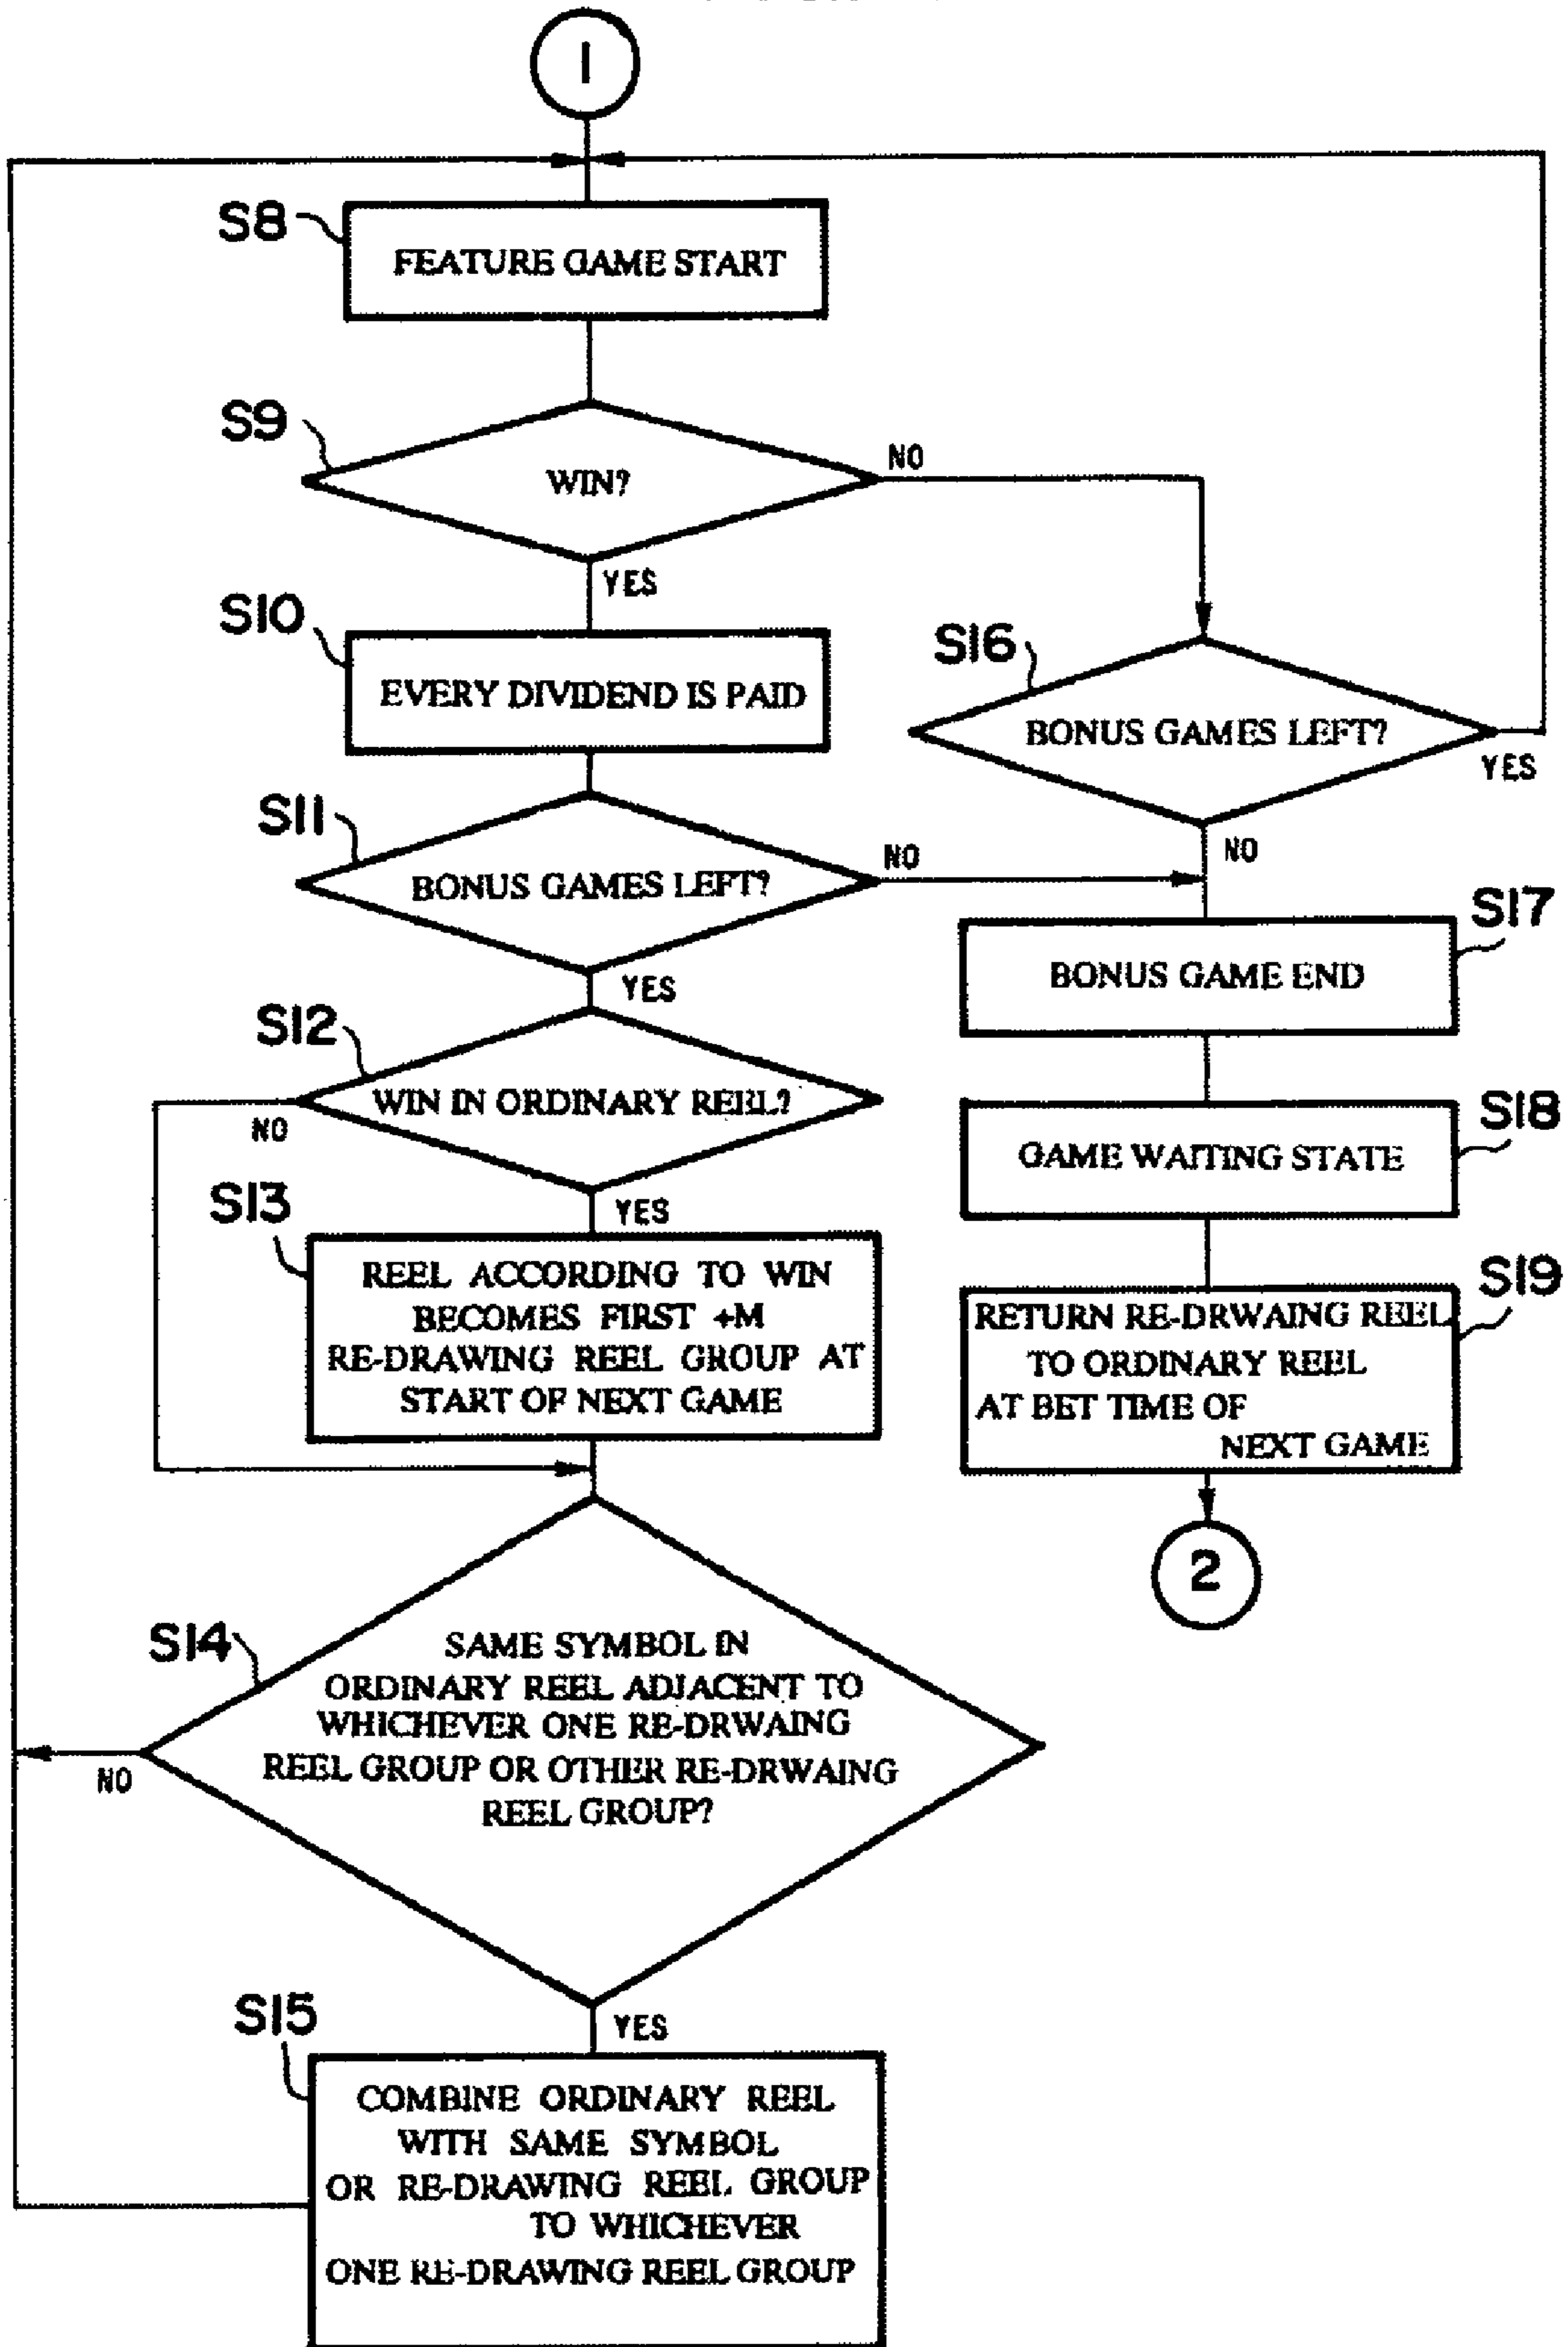 1
S8
FEATURE GAME START
S9
WIN?
NO
YES
S10
EVERY DIVIDEND IS PAID
S16
BONUS GAMES LEFT?
YES
NO
S11
BONUS GAMES LEFT?
NO
YES
S17
BONUS GAME END
S12
WIN IN ORDINARY REEL?
NO
YES
S18
GAME WAITING STATE
S13
REEL ACCORDING TO WIN
BECOMES FIRST +M
RE-DRAWING REEL GROUP AT
START OF NEXT GAME
S19
RETURN RE-DRWAING REEL
TO ORDINARY REEL
AT BET TIME OF
NEXT GAME
2
S14
SAME SYMBOL IN
ORDINARY REEL ADJACENT TO
WHICHEVER ONE RE-DRWAING
REEL GROUP OR OTHER RE-DRWAING
REEL GROUP?
NO
YES
S15
COMBINE ORDINARY REEL
WITH SAME SYMBOL
OR RE-DRAWING REEL GROUP
TO WHICHEVER
ONE RE-DRAWING REEL GROUP